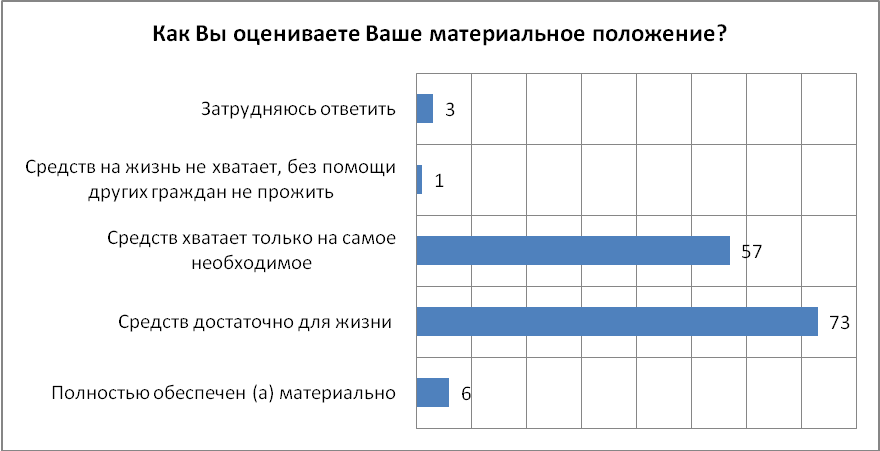 Как Вы оцениваете Ваше материальное положение?
Затрудняюсь ответить
3
Средств на жизнь не хватает, без помощи
других граждан не прожить
1
Средств хватает только на самое
необходимое
57
Средств достаточно для жизни
73
Полностью обеспечен (а) материально
6